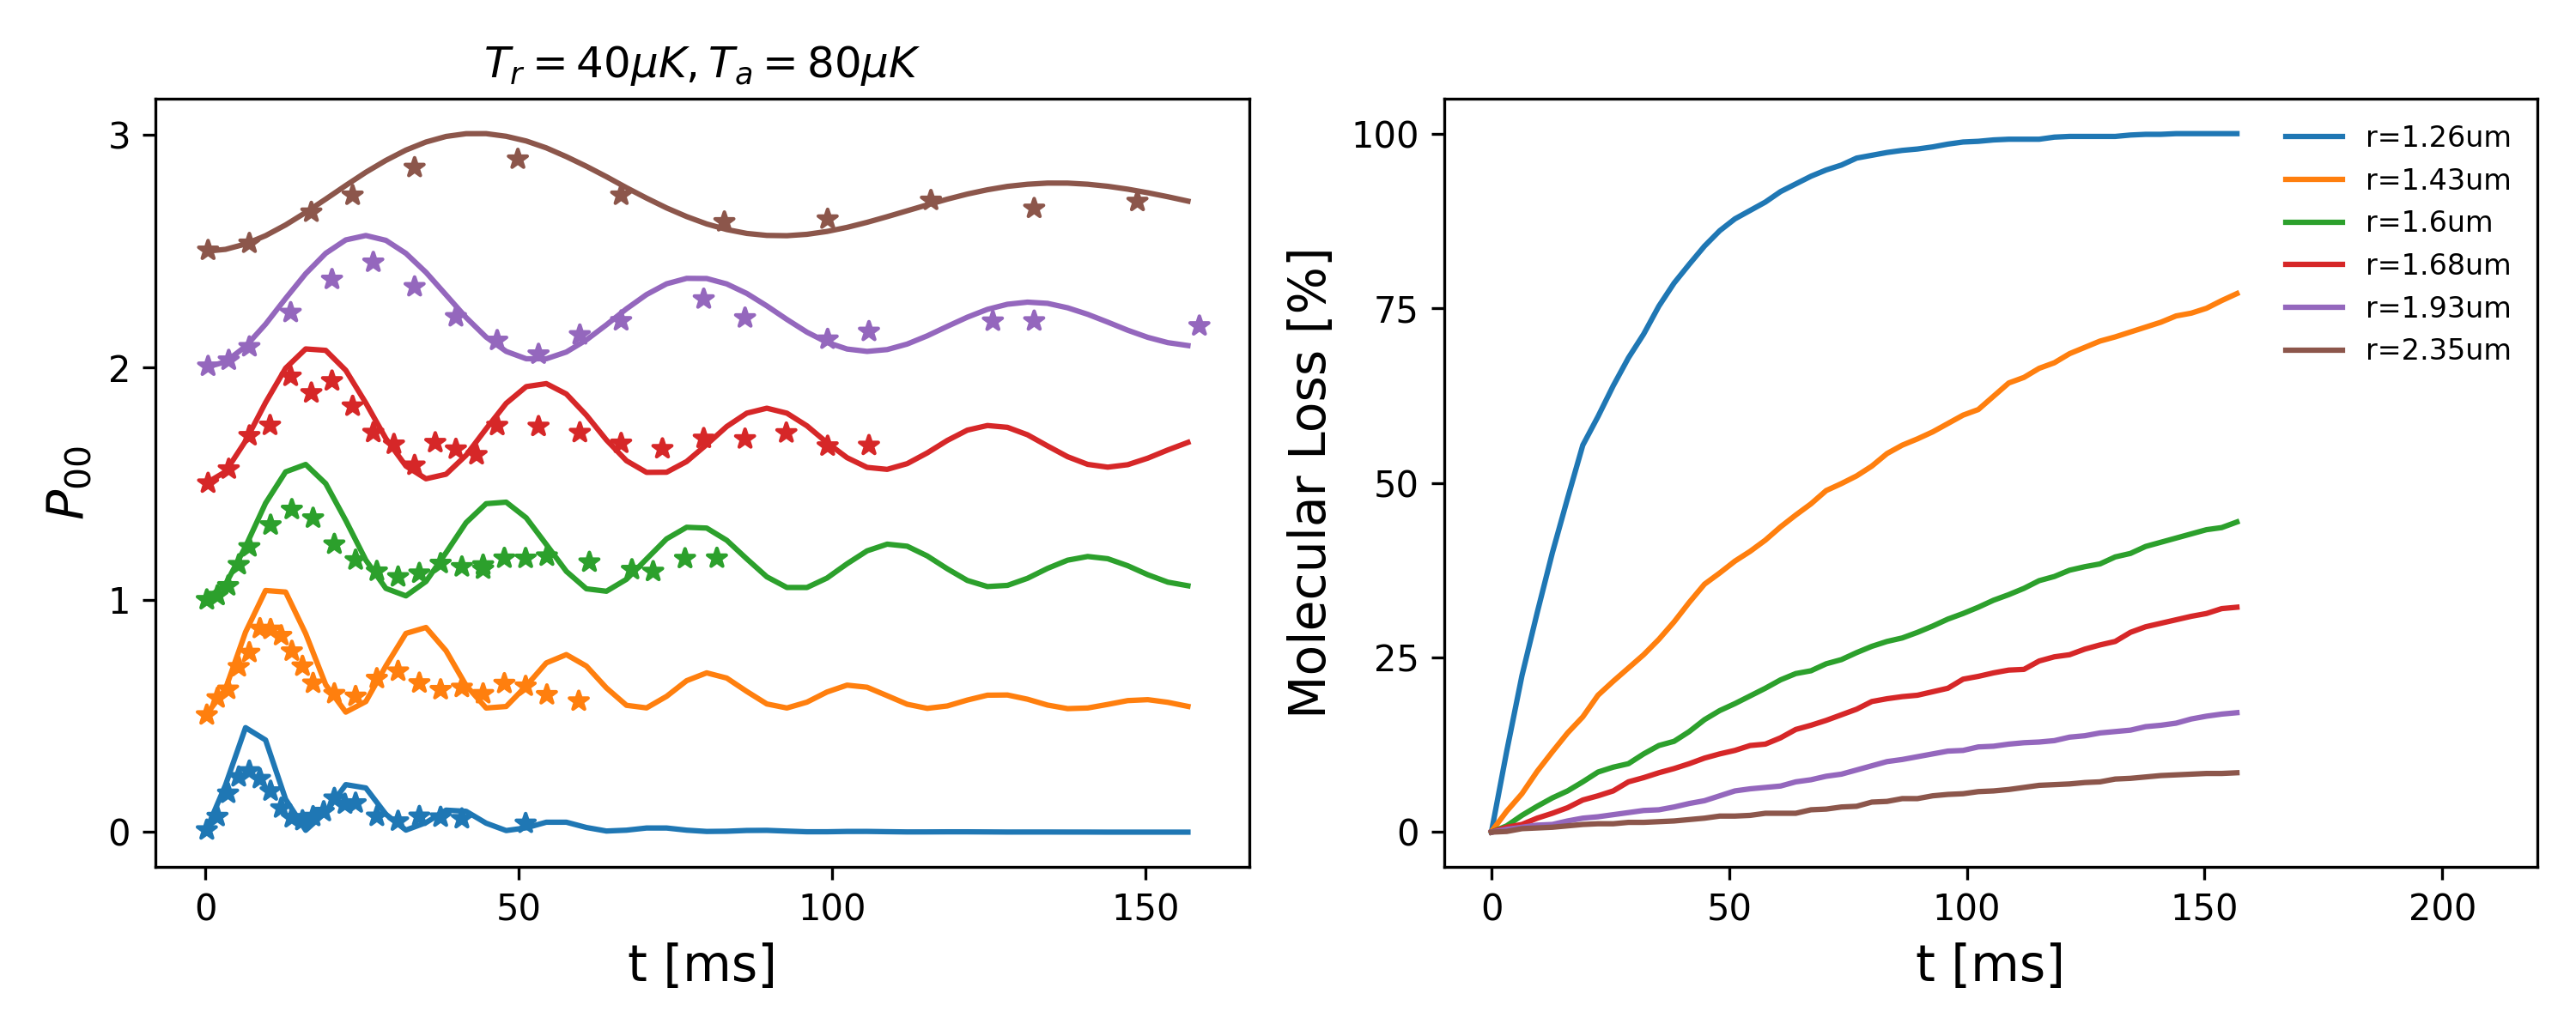 T_r = 40μK, T_a = 80μK
P_00
3
2
1
0
0 50 100 150
t [ms]
Molecular Loss [%]
100
75
50
25
0
0 50 100 150 200
t [ms]
r=1.26um
r=1.43um
r=1.6um
r=1.68um
r=1.93um
r=2.35um